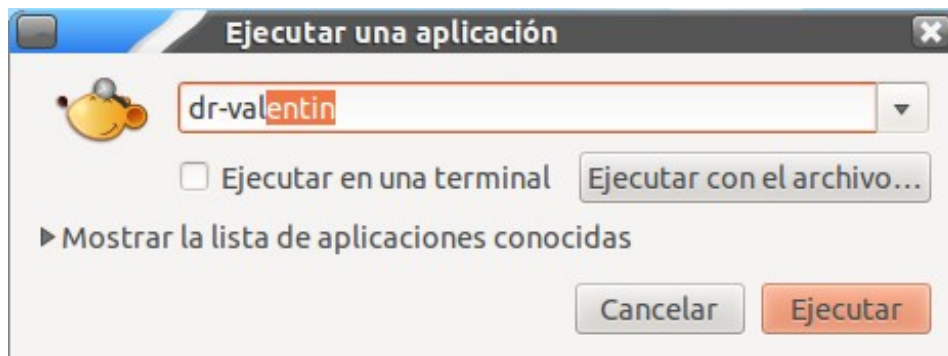 Ejecutar una aplicación
dr-valentin
Ejecutar en una terminal Ejecutar con el archivo...
Mostrar la lista de aplicaciones conocidas
Cancelar Ejecutar